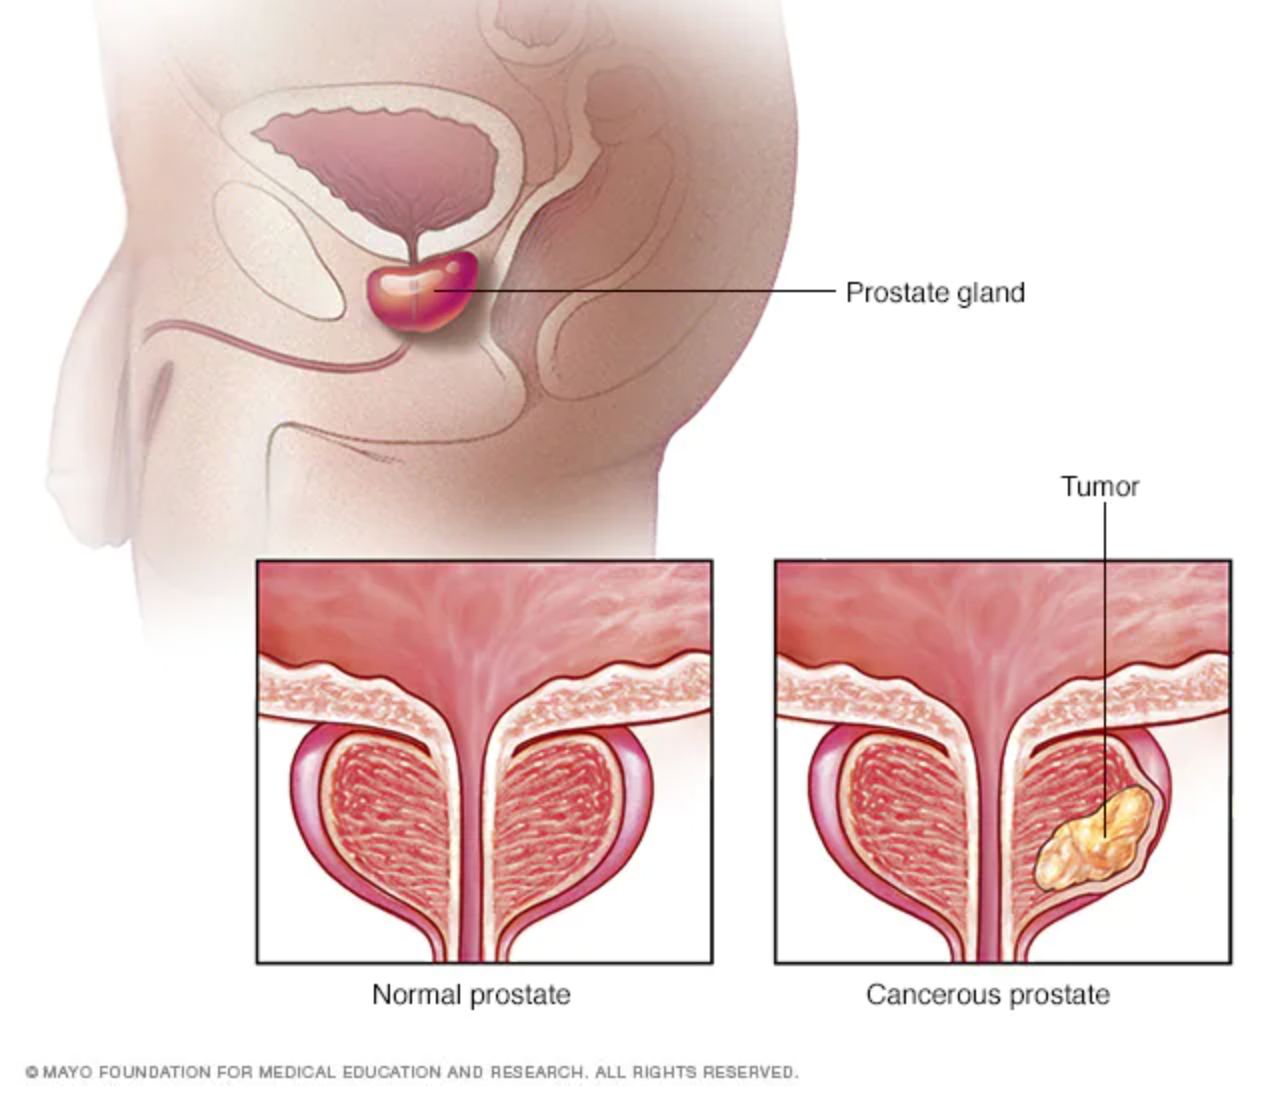 Prostate gland
Tumor
Normal prostate
Cancerous prostate
© MAYO FOUNDATION FOR MEDICAL EDUCATION AND RESEARCH. ALL RIGHTS RESERVED.